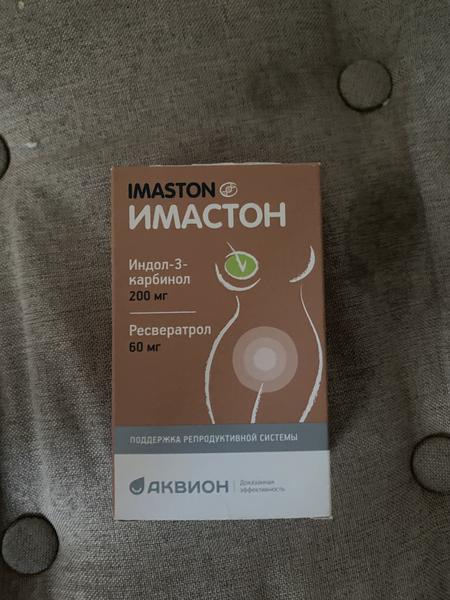 IMASTON
ИМАСТОН
Индол-3-
карбинол
200 мг
Ресвератрол
60 мг
ПОДДЕРЖКА РЕПРОДУКТИВНОЙ СИСТЕМЫ
АКВИОН
Доказанная
эффективность